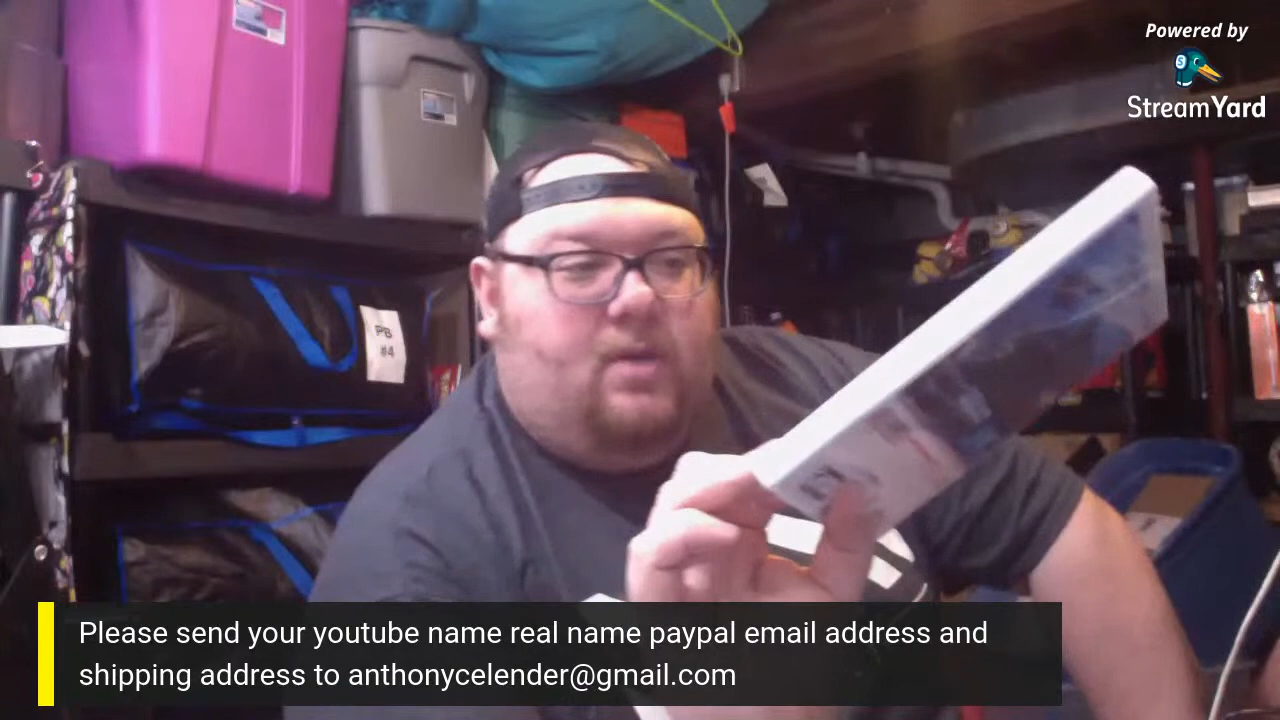 Powered by
StreamYard
PB
#4
Please send your youtube name real name paypal email address and
shipping address to anthonycelender@gmail.com